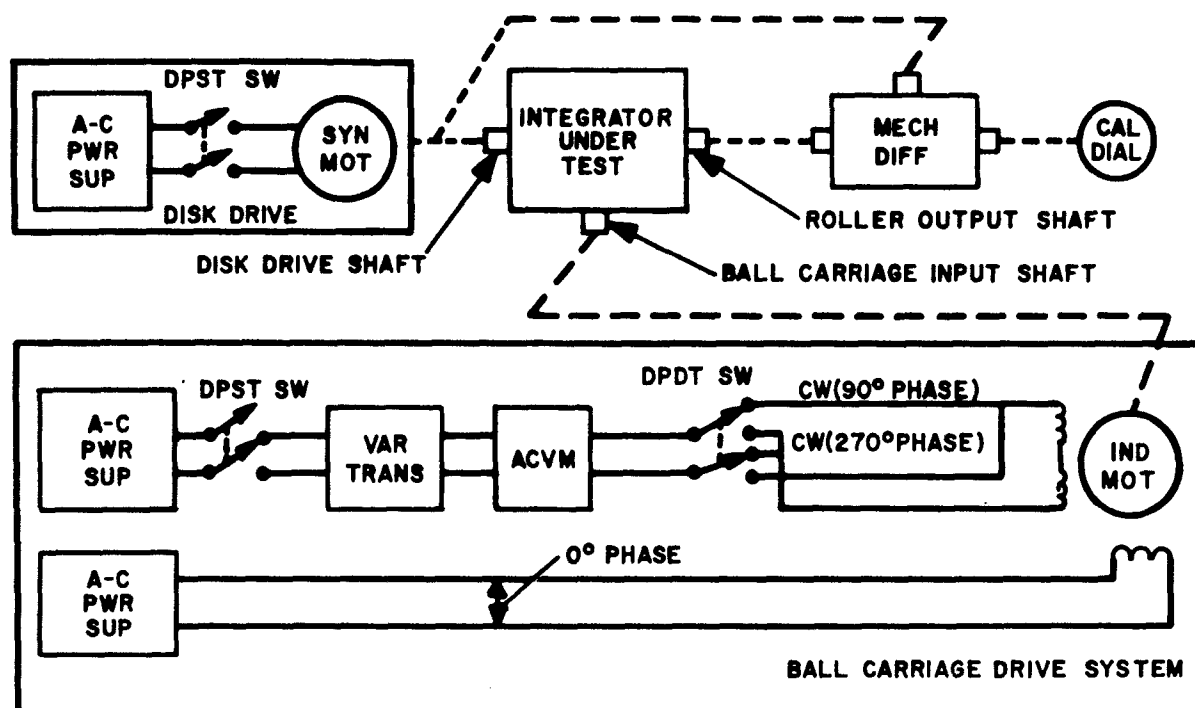 DPST SW
A-C
PWR
SUP
SYN
MOT
DISK DRIVE
INTEGRATOR
UNDER
TEST
MECH
DIFF
CAL
DIAL
ROLLER OUTPUT SHAFT
DISK DRIVE SHAFT
BALL CARRIAGE INPUT SHAFT
A-C
PWR
SUP
DPST SW
VAR
TRANS
ACVM
DPDT SW
CW(90° PHASE)
CW(270° PHASE)
IND
MOT
A-C
PWR
SUP
0° PHASE
BALL CARRIAGE DRIVE SYSTEM